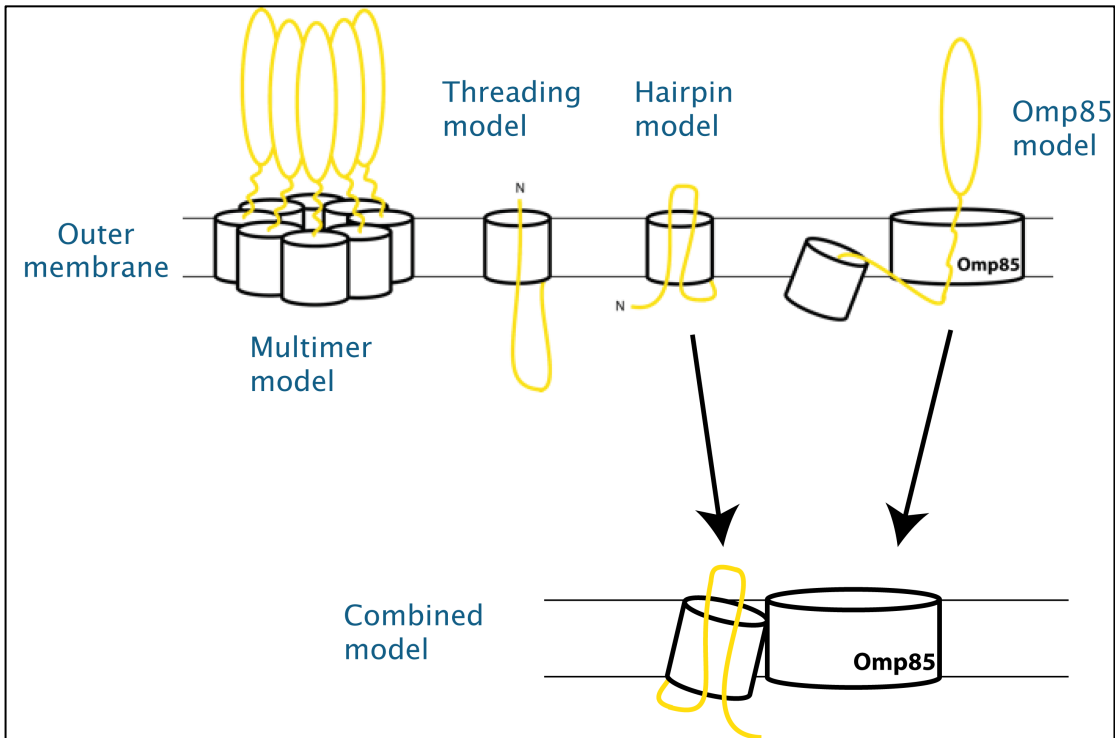 Threading
model
Hairpin
model
Omp85
model
N
Outer
membrane
Omp85
N
Multimer
model
Combined
model
Omp85